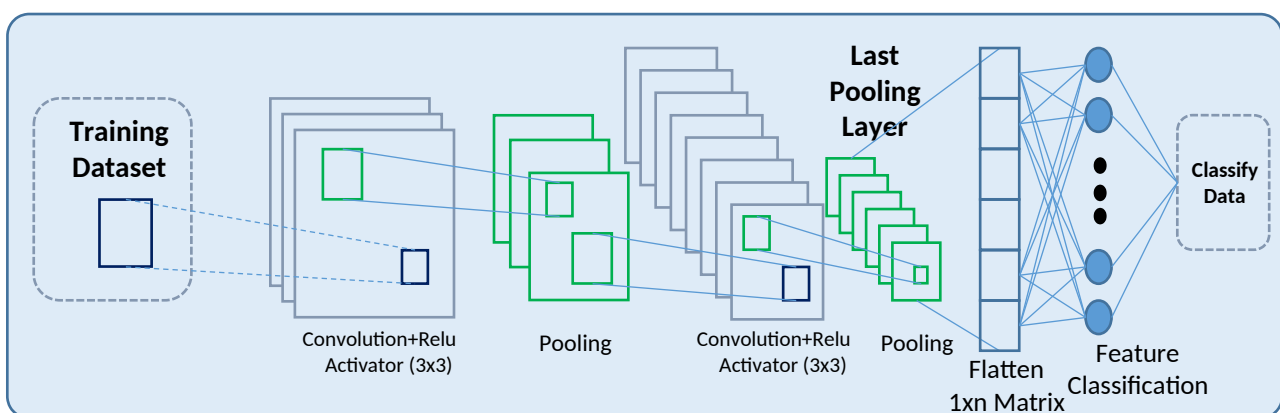 Training
Dataset
Convolution+Relu
Activator (3x3)
Pooling
Convolution+Relu
Activator (3x3)
Last
Pooling
Layer
Pooling
Flatten
1xn Matrix
Feature
Classification
Classify
Data